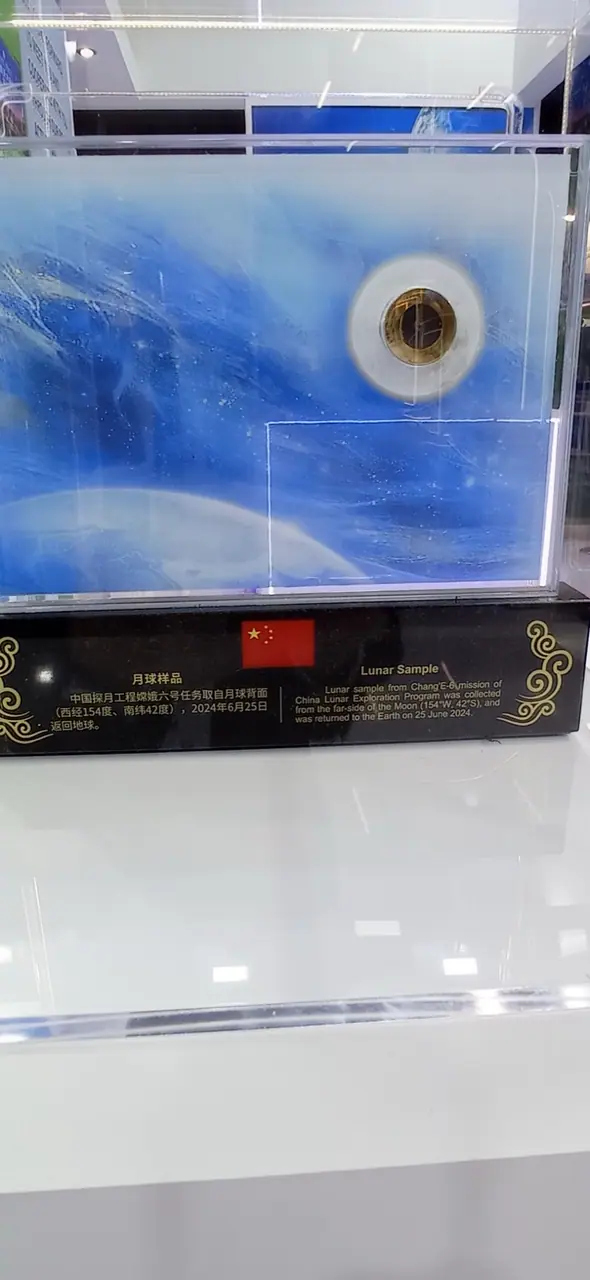 月球样品
中国探月工程嫦娥六号任务取自月球背面
（西经154度、南纬42度），2024年6月25日
返回地球。
Lunar Sample
Lunar sample from Chang'E-6 mission of
China Lunar Exploration Program was collected
from the far-side of the Moon (154°W, 42°S), and
was returned to the Earth on 25 June 2024.